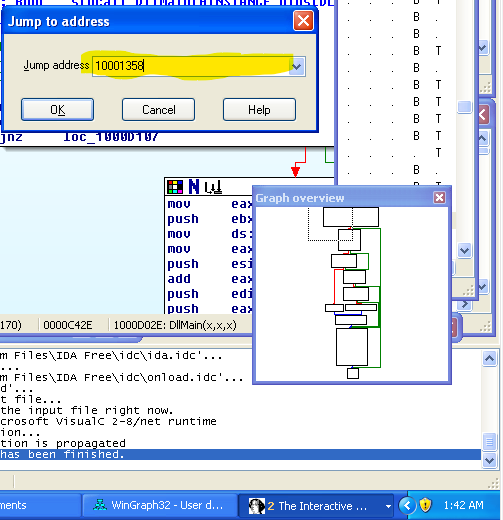 Jump to address
Jump address 10001358
OK Cancel Help
jnz loc_1000D107
B
T
. . . B .
. . . B T
. . . . T
N
mov eax
push ebx
mov ds:
mov eax
push esi
add eax
push edi
mov eax
Graph overview
170) 0000C42E 1000D02E: DllMain(x,x,x)
m Files\IDA Free\idc\ida.idc'...
...
m Files\IDA Free\idc\onload.idc'...
d'...
t file...
the input file right now.
crosoft VisualC 2-8/net runtime
ion...
tion is propagated
has been finished.
ments
WinGraph32 - User d...
2 The Interactive ...
1:42 AM